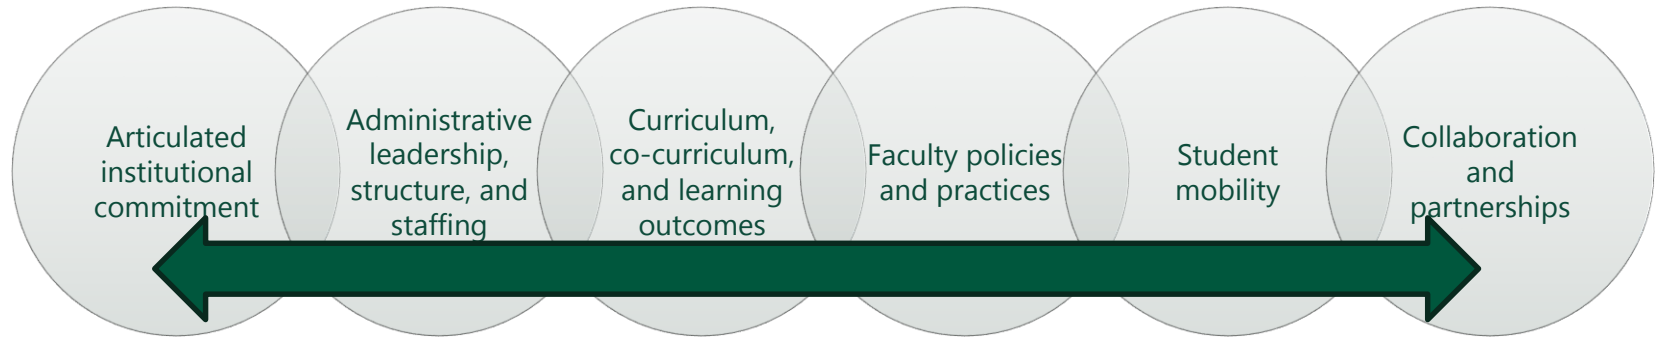 Articulated
institutional
commitment
Administrative
leadership,
structure, and
staffing
Curriculum,
co-curriculum,
and learning
outcomes
Faculty policies
and practices
Student
mobility
Collaboration
and
partnerships